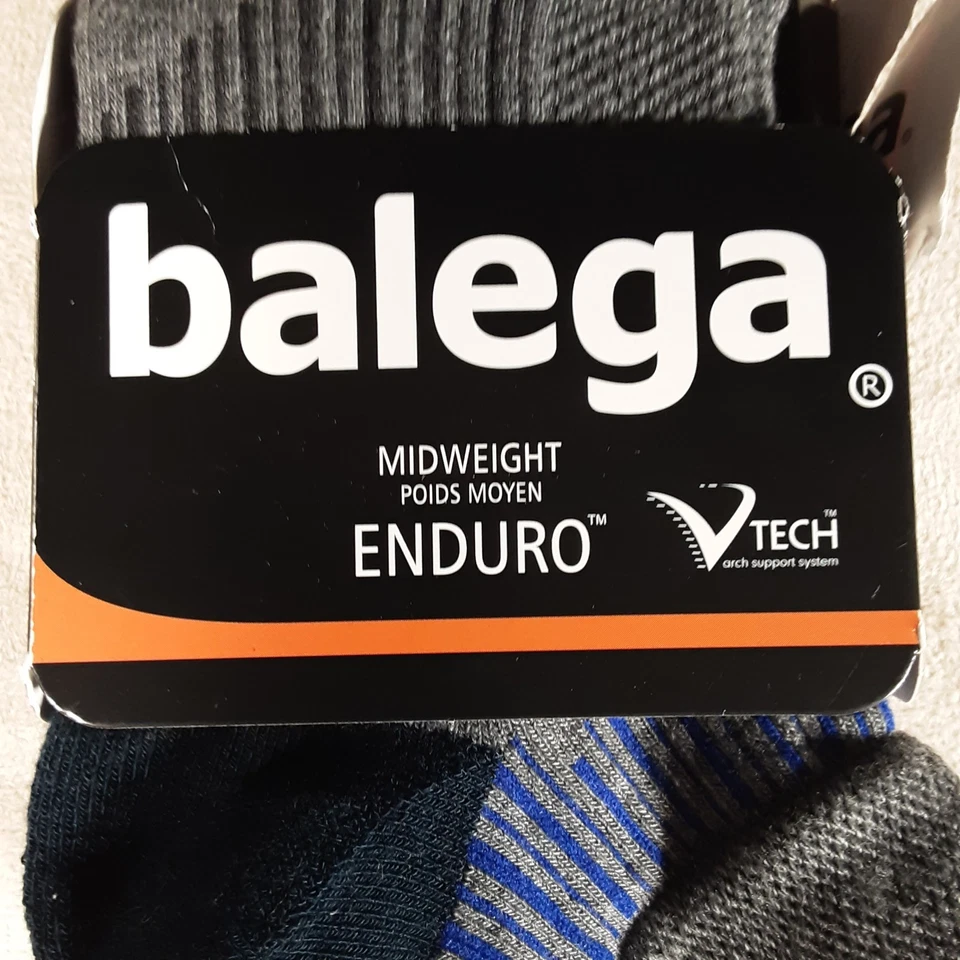 balega®
MIDWEIGHT
POIDS MOYEN
ENDURO™
V TECH™
arch support system